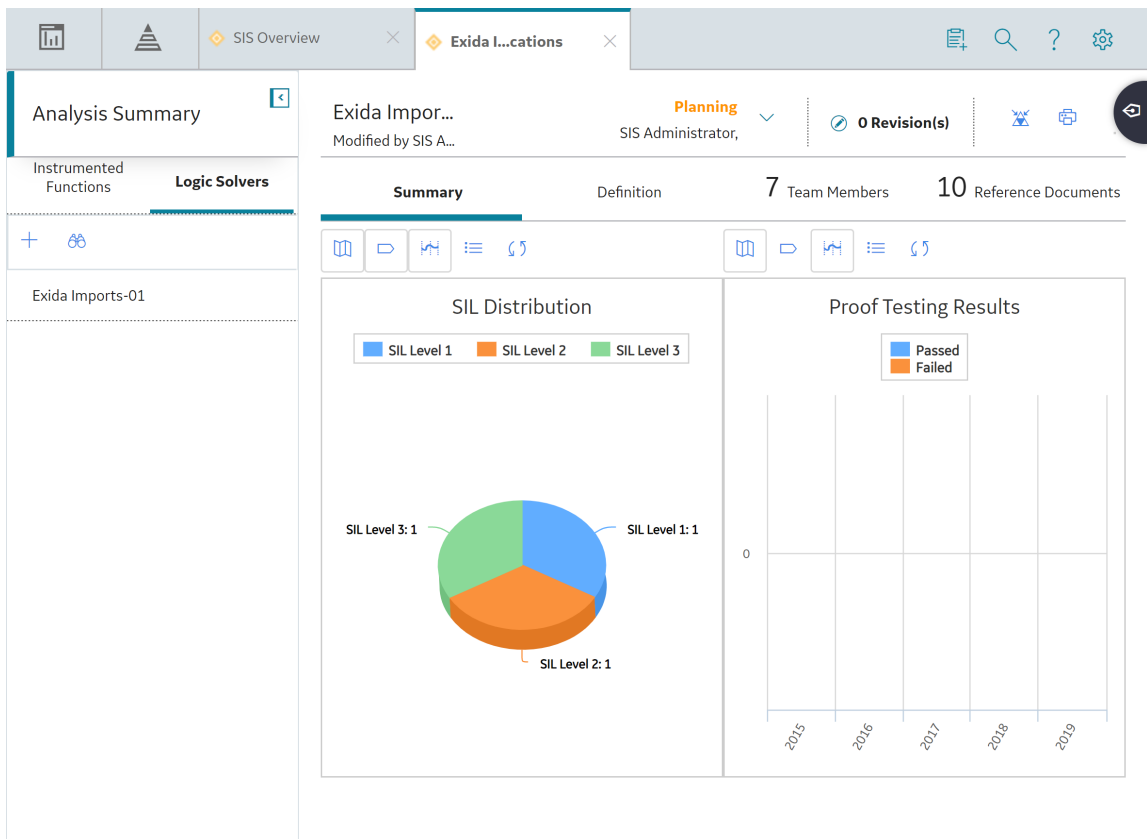 SIS Overview
Exida I...cations
Analysis Summary
Instrumented
Functions
Logic Solvers
Exida Imports-01
Exida Impor...
Modified by SIS A...
Planning
SIS Administrator,
0 Revision(s)
Summary
Definition
7 Team Members
10 Reference Documents
SIL Distribution
SIL Level 1
SIL Level 2
SIL Level 3
SIL Level 3: 1
SIL Level 1: 1
SIL Level 2: 1
Proof Testing Results
Passed
Failed
0
2015
2016
2017
2018
2019